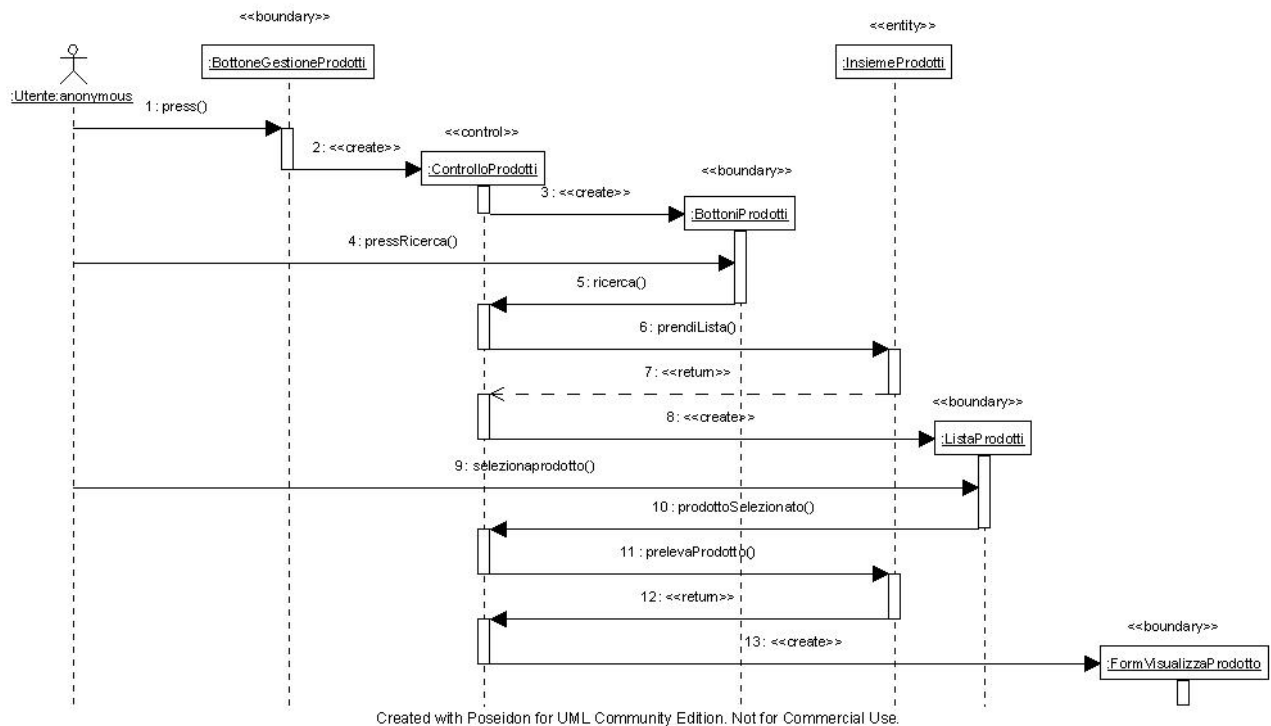 <<boundary>>
<<entity>>
:BottoneGestioneProdotti
:InsiemeProdotti
:Utente:anonymous
1 : press()
<<control>>
2 : <<create>>
:ControlloProdotti
<<boundary>>
3 : <<create>>
:BottoniProdotti
4 : pressRicerca()
5 : ricerca()
6 : prendiLista()
7 : <<return>>
<<boundary>>
8 : <<create>>
:ListaProdotti
9 : selezionaprodotto()
10 : prodottoSelezionato()
11 : prelevaProdotto()
12 : <<return>>
<<boundary>>
13 : <<create>>
:FormVisualizzaProdotto
Created with Poseidon for UML Community Edition. Not for Commercial Use.